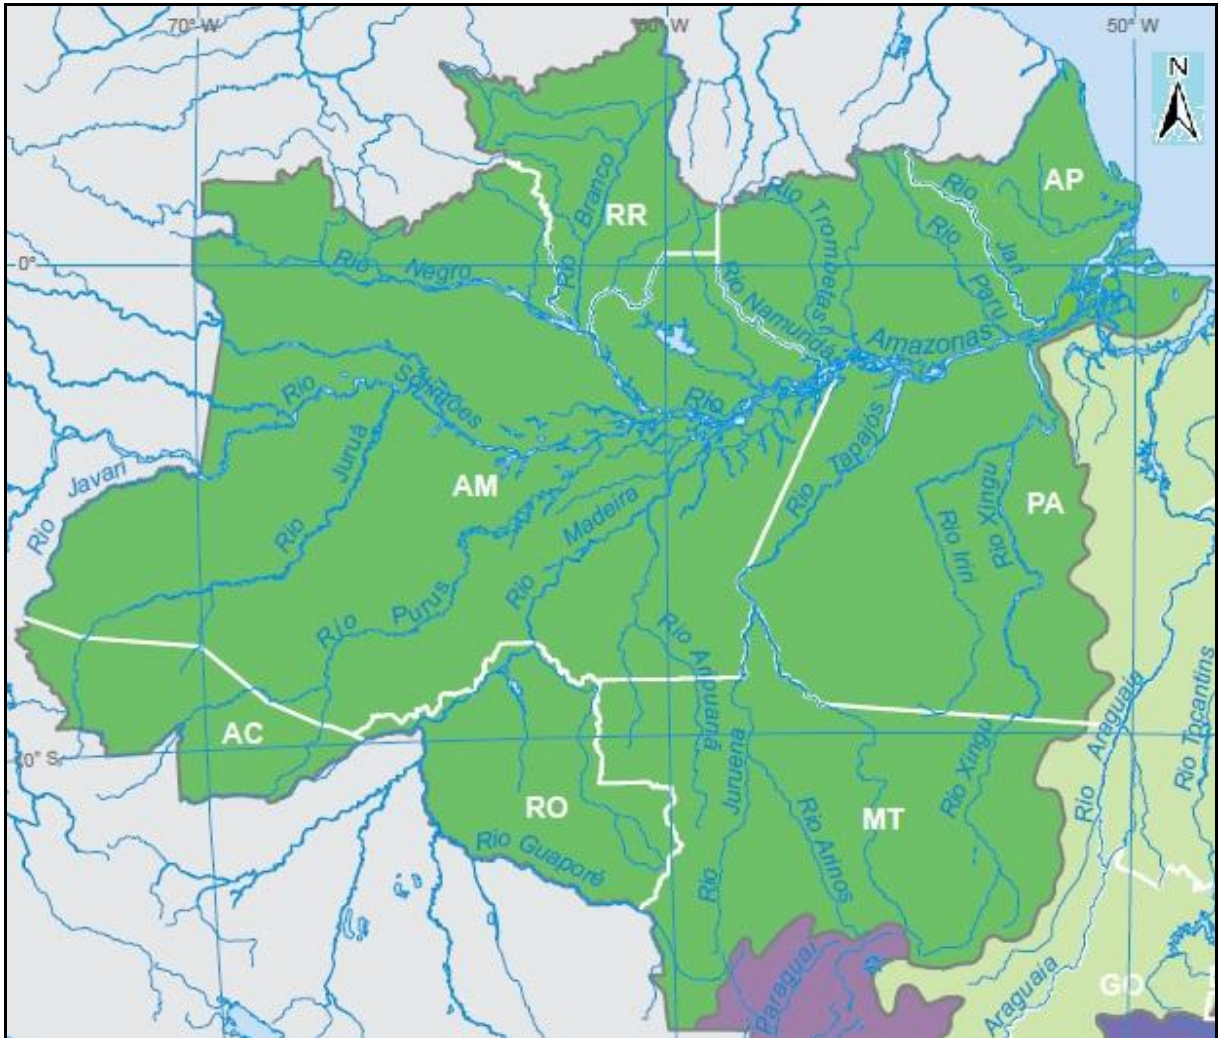 70° W
60° W
50° W
N
AP
Rio Branco
RR
Rio Trombetas
Rio Jari
Rio Paru
0°
Rio Negro
Rio Namundá
Amazonas
Rio Solimões
Rio
Rio Juruá
Rio Tapajós
Rio Javari
AM
Rio Madeira
PA
Rio Xingu
Rio Iriri
Rio Purus
Rio Aripuanã
Rio Araguaia
Rio Tocantins
AC
10° S
Rio Juruena
Rio Xingu
RO
MT
Rio Guaporé
Rio Arinos
Paraguai
Araguaia
GO